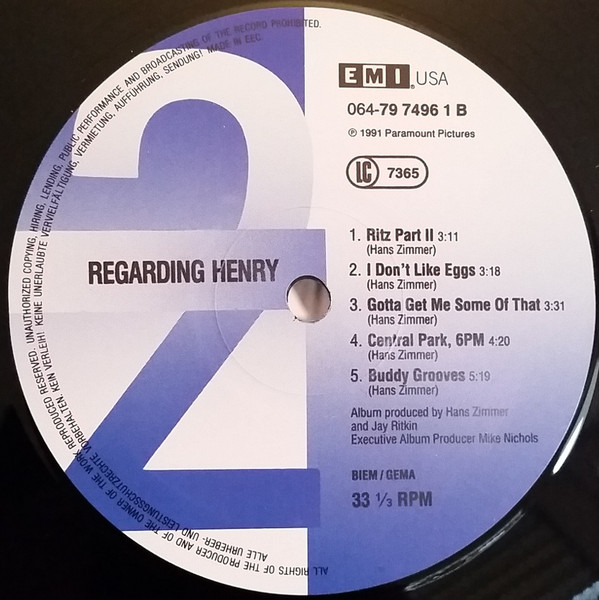 ALL RIGHTS OF THE PRODUCER AND OF THE OWNER OF THE WORK REPRODUCED RESERVED. UNAUTHORIZED COPYING, HIRING, LENDING, PUBLIC PERFORMANCE AND BROADCASTING OF THE RECORD PROHIBITED.
ALLE URHEBER- UND LEISTUNGSSCHUTZRECHTE VORBEHALTEN. KEIN VERLEIH! KEINE UNERLAUBTE VERVIELFÄLTIGUNG, VERMIETUNG, AUFFÜHRUNG, SENDUNG! MADE IN EEC.
2
REGARDING HENRY
EMI USA
064-79 7496 1 B
℗ 1991 Paramount Pictures
LC 7365
1. Ritz Part II 3:11
(Hans Zimmer)
2. I Don't Like Eggs 3:18
(Hans Zimmer)
3. Gotta Get Me Some Of That 3:31
(Hans Zimmer)
4. Central Park, 6PM 4:20
(Hans Zimmer)
5. Buddy Grooves 5:19
(Hans Zimmer)
Album produced by Hans Zimmer
and Jay Ritkin
Executive Album Producer Mike Nichols
BIEM / GEMA
33 1/3 RPM